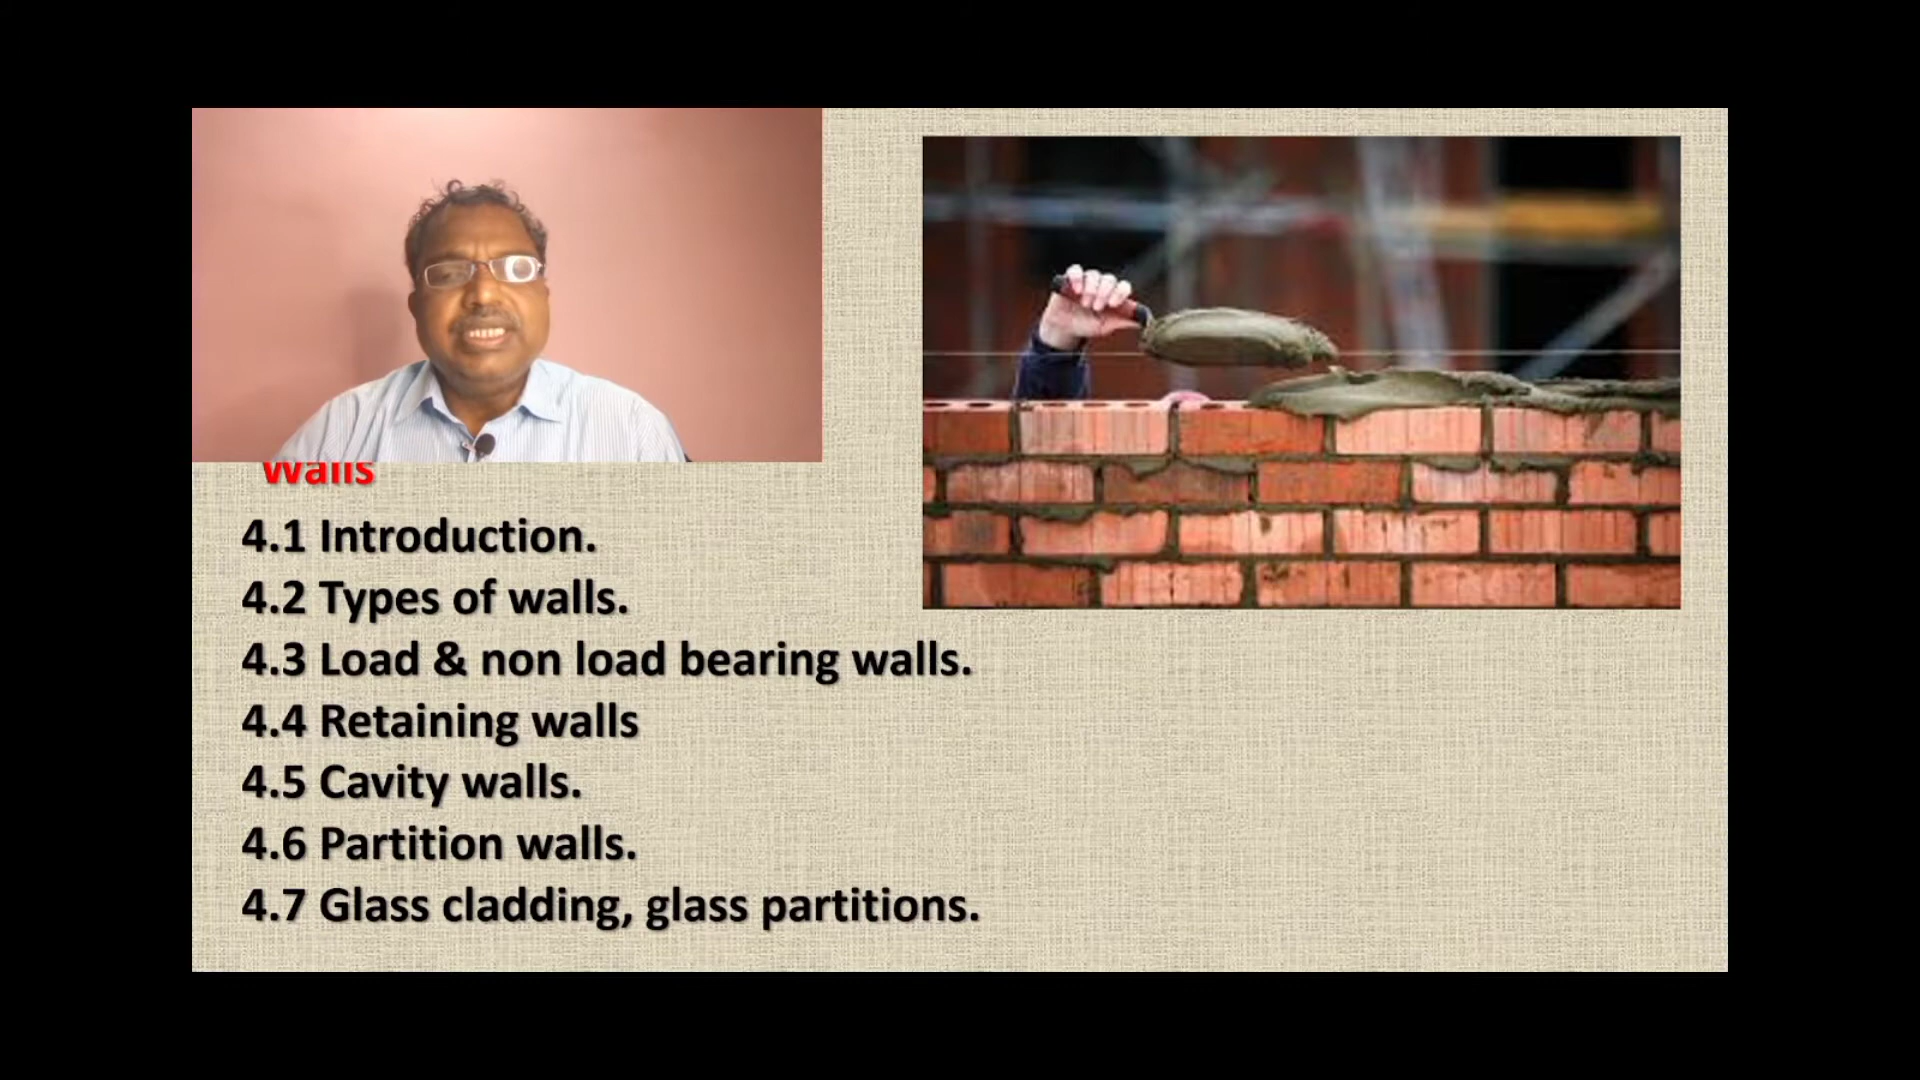 Walls
4.1 Introduction.
4.2 Types of walls.
4.3 Load & non load bearing walls.
4.4 Retaining walls
4.5 Cavity walls.
4.6 Partition walls.
4.7 Glass cladding, glass partitions.